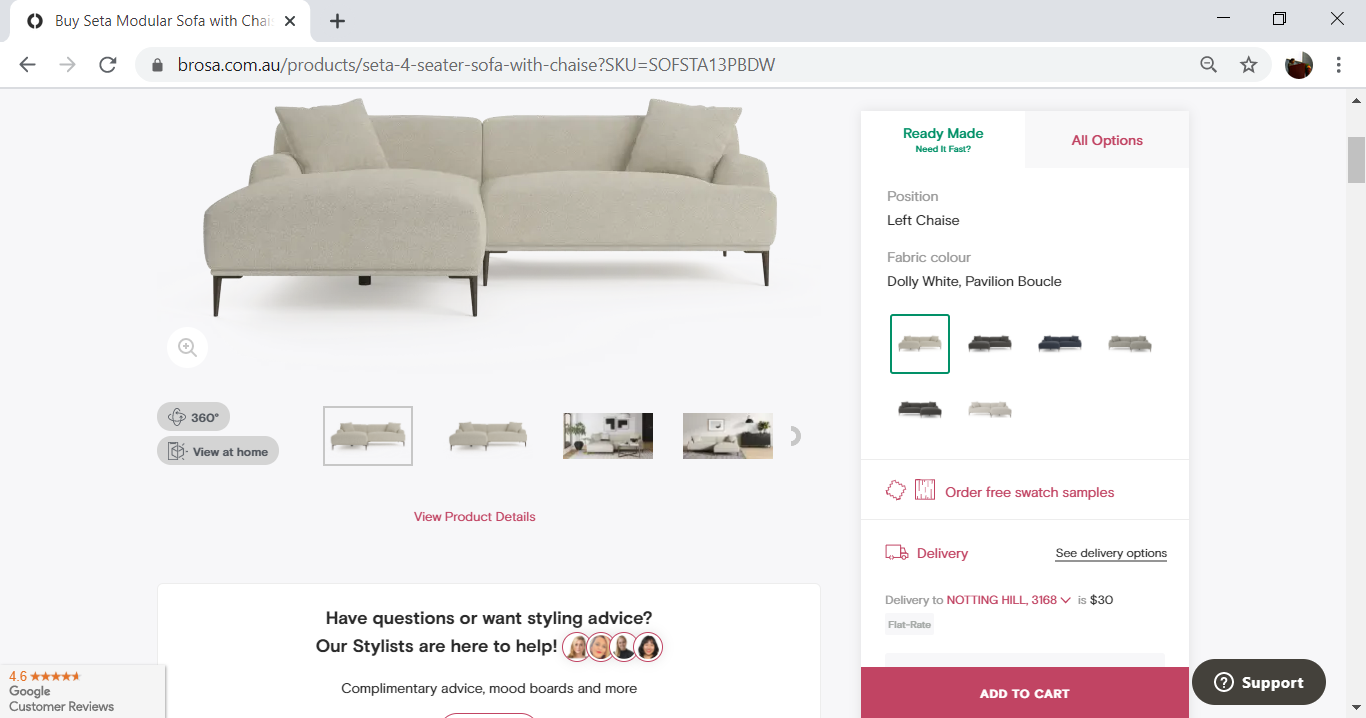 Buy Seta Modular Sofa with Chai
brosa.com.au/products/seta-4-seater-sofa-with-chaise?SKU=SOFSTA13PBDW
Ready Made
Need It Fast?
All Options
Position
Left Chaise
Fabric colour
Dolly White, Pavilion Boucle
360°
View at home
View Product Details
Order free swatch samples
Delivery
See delivery options
Delivery to NOTTING HILL, 3168 is $30
Flat-Rate
Have questions or want styling advice?
Our Stylists are here to help!
Complimentary advice, mood boards and more
4.6
Google
Customer Reviews
ADD TO CART
Support